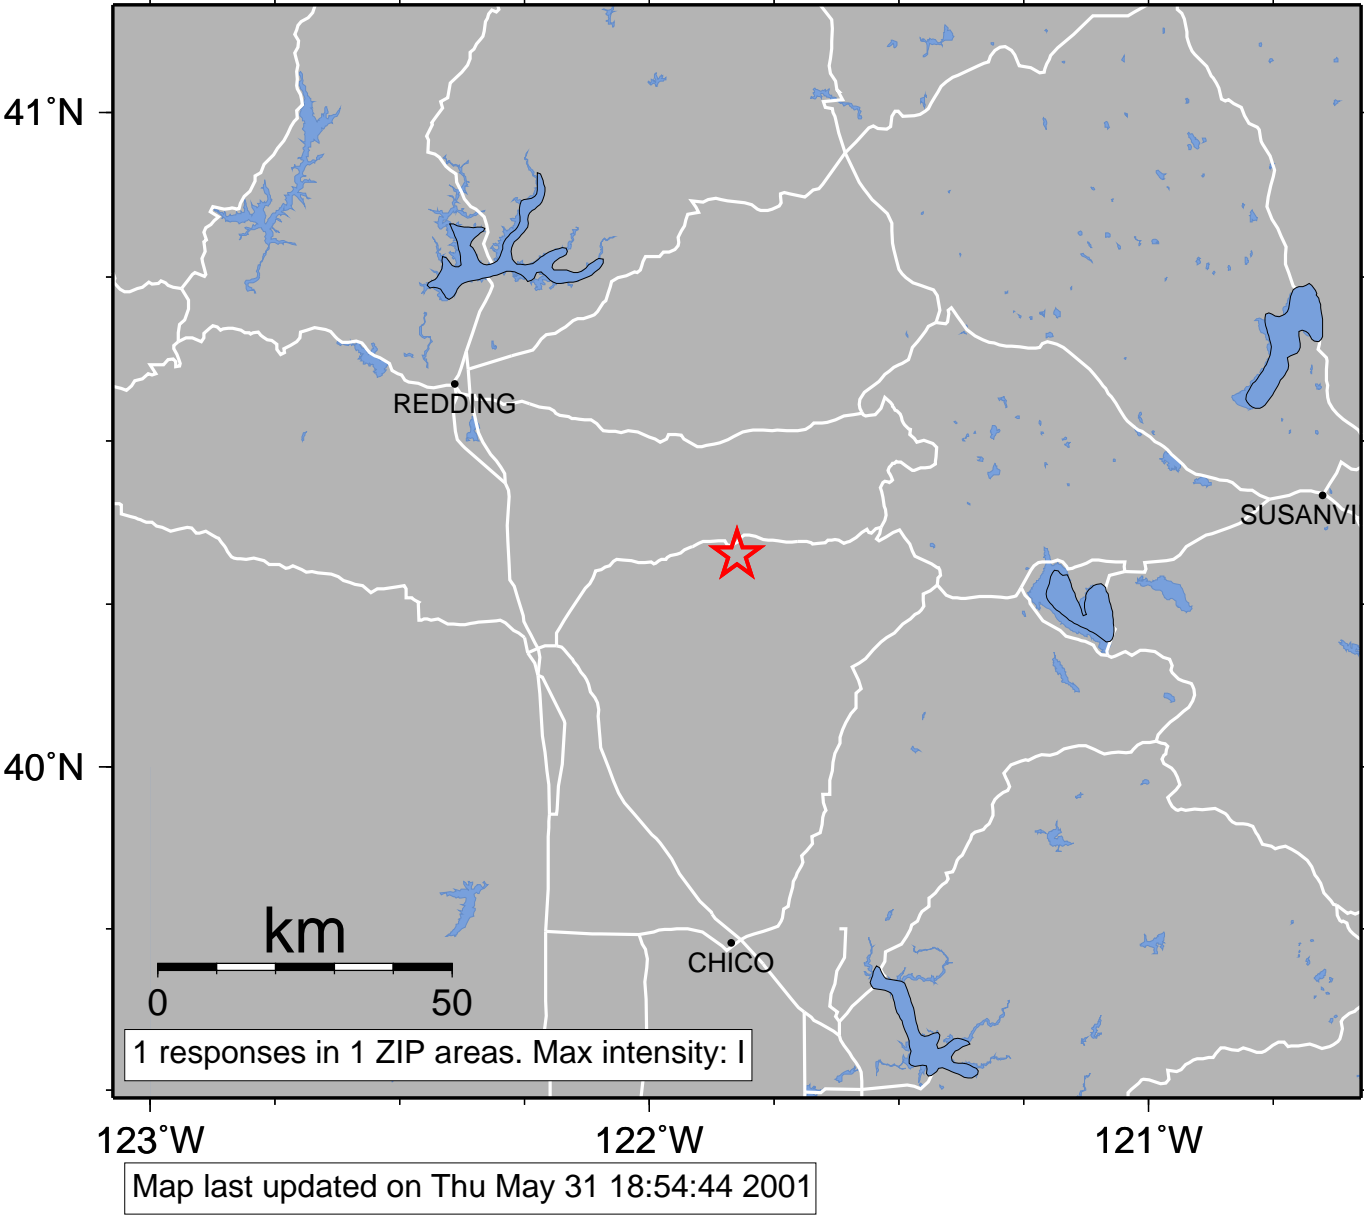 41°N
REDDING
SUSANVI
40°N
km
CHICO
0 50
1 responses in 1 ZIP areas. Max intensity: I
123°W 122°W 121°W
Map last updated on Thu May 31 18:54:44 2001